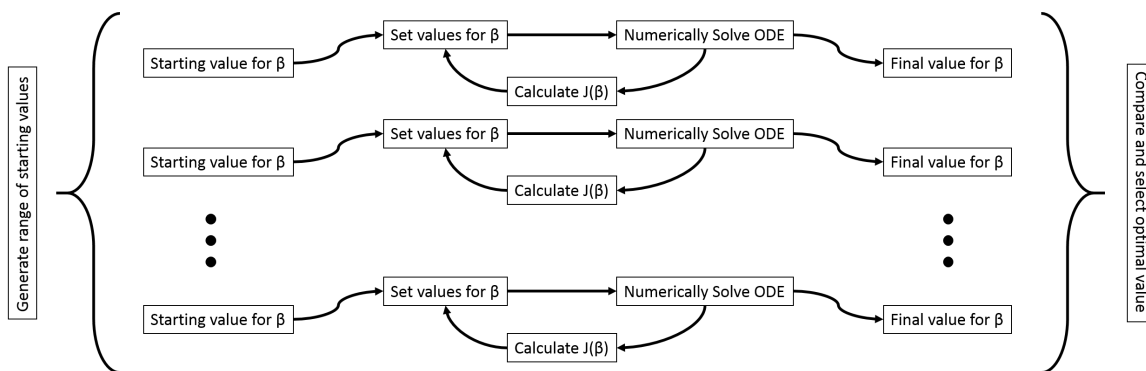 Generate range of starting values
Starting value for β
Set values for β
Numerically Solve ODE
Calculate J(β)
Final value for β
Starting value for β
Set values for β
Numerically Solve ODE
Calculate J(β)
Final value for β
Starting value for β
Set values for β
Numerically Solve ODE
Calculate J(β)
Final value for β
Compare and select optimal value